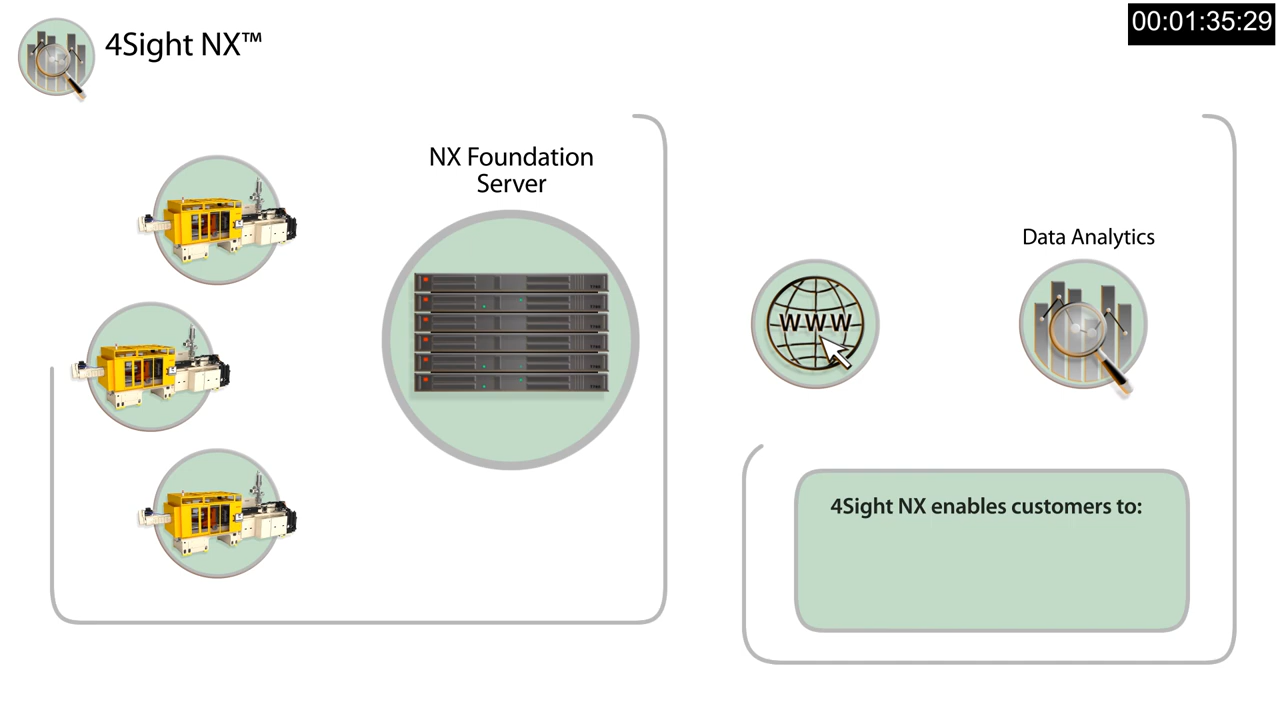 4Sight NX™
00:01:35:29
NX Foundation
Server
Data Analytics
WWW
4Sight NX enables customers to: